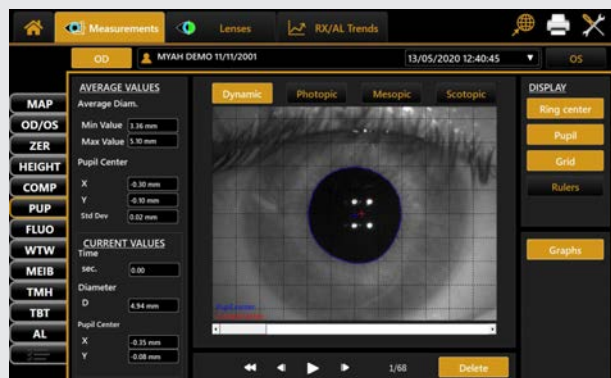 Measurements Lenses RX/AL Trends
OD MYAH DEMO 11/11/2001 13/05/2020 12:40:45 OS
MAP
OD/OS
ZER
HEIGHT
COMP
PUP
FLUO
WTW
MEIB
TMH
TBT
AL
AVERAGE VALUES
Average Diam.
Min Value 3.36 mm
Max Value 5.10 mm
Pupil Center
X -0.30 mm
Y -0.10 mm
Std Dev 0.02 mm
CURRENT VALUES
Time
sec. 0.00
Diameter
D 4.94 mm
Pupil Center
X -0.35 mm
Y -0.08 mm
Dynamic Photopic Mesopic Scotopic
1/68 Delete
DISPLAY
Ring center
Pupil
Grid
Rulers
Graphs